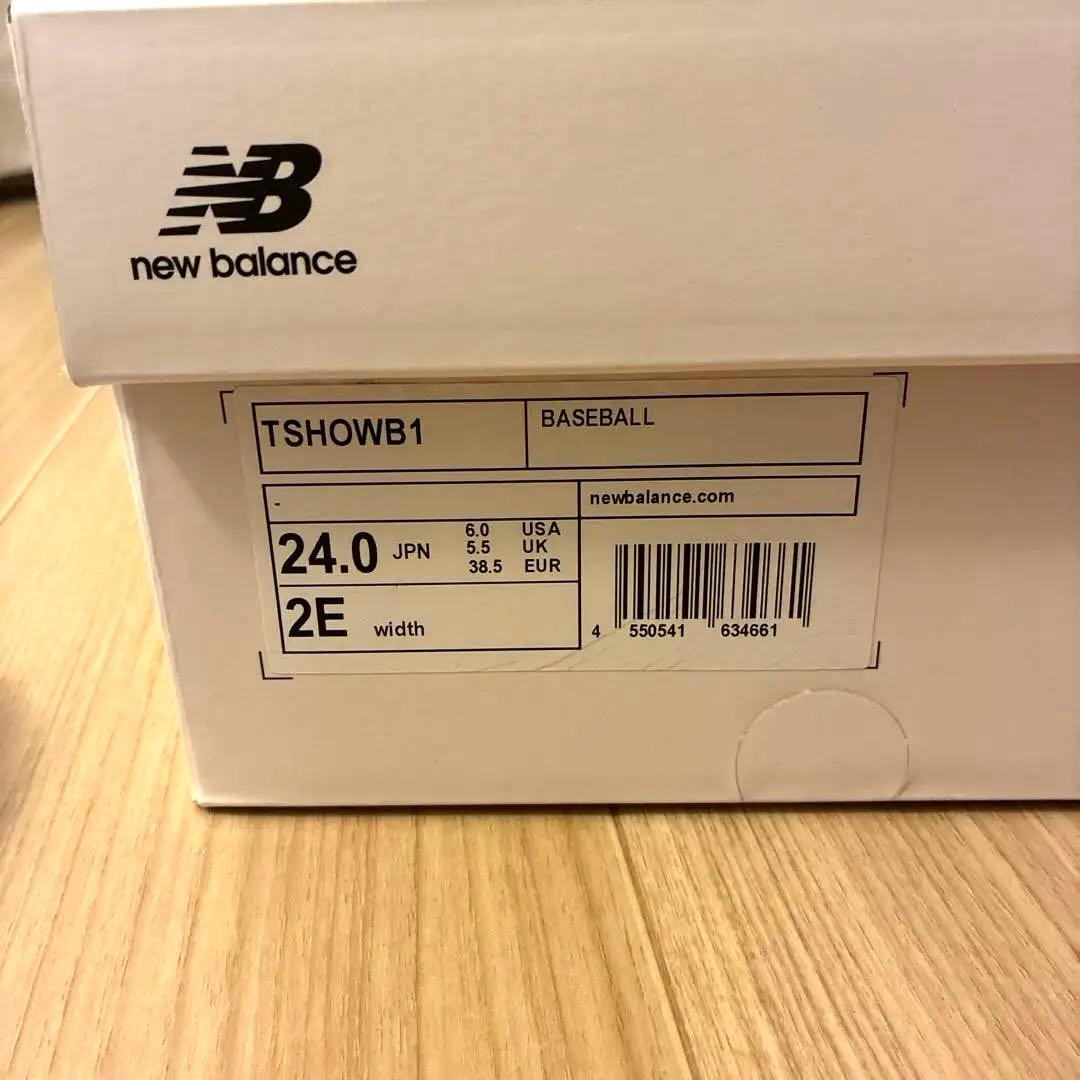 NB
new balance
TSHOWB1
BASEBALL
-
newbalance.com
24.0 JPN
6.0 USA
5.5 UK
38.5 EUR
2E width
4 550541 634661